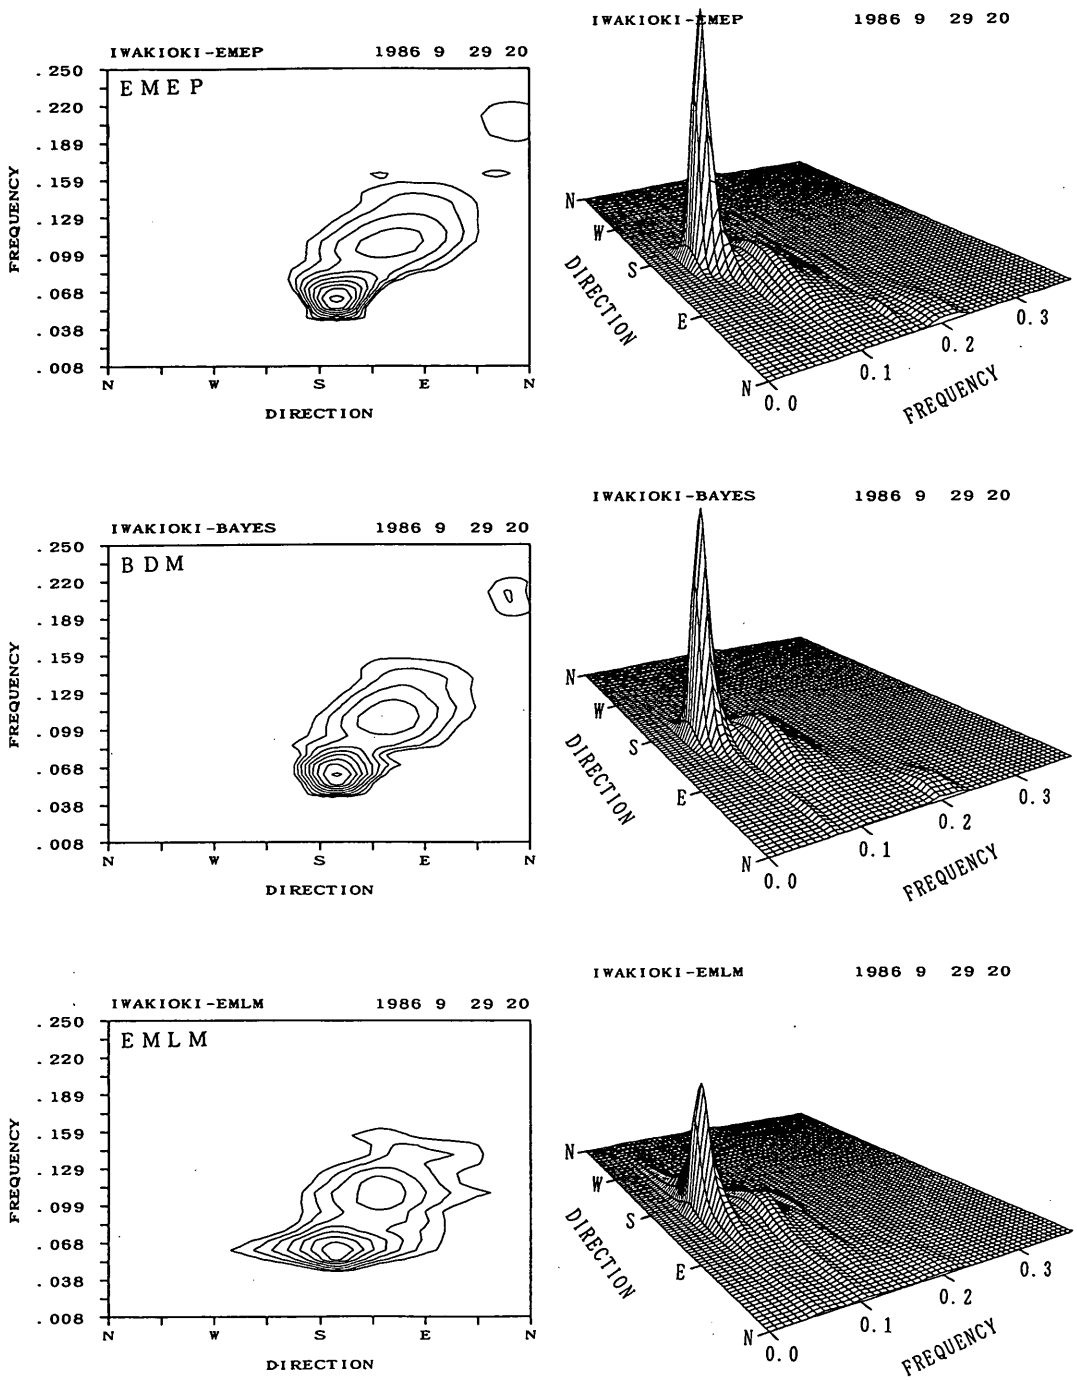 IWAKIOKI-EMEP 1986 9 29 20
EMEP
.250
.220
.189
.159
.129
.099
.068
.038
.008
FREQUENCY
N W S E N
DIRECTION
IWAKIOKI-EMEP 1986 9 29 20
N
W
S
E
N
DIRECTION
0.0
0.1
0.2
0.3
FREQUENCY
IWAKIOKI-BAYES 1986 9 29 20
BDM
.250
.220
.189
.159
.129
.099
.068
.038
.008
FREQUENCY
N W S E N
DIRECTION
IWAKIOKI-BAYES 1986 9 29 20
N
W
S
E
N
DIRECTION
0.0
0.1
0.2
0.3
FREQUENCY
IWAKIOKI-EMLM 1986 9 29 20
EMLM
.250
.220
.189
.159
.129
.099
.068
.038
.008
FREQUENCY
N W S E N
DIRECTION
IWAKIOKI-EMLM 1986 9 29 20
N
W
S
E
N
DIRECTION
0.0
0.1
0.2
0.3
FREQUENCY